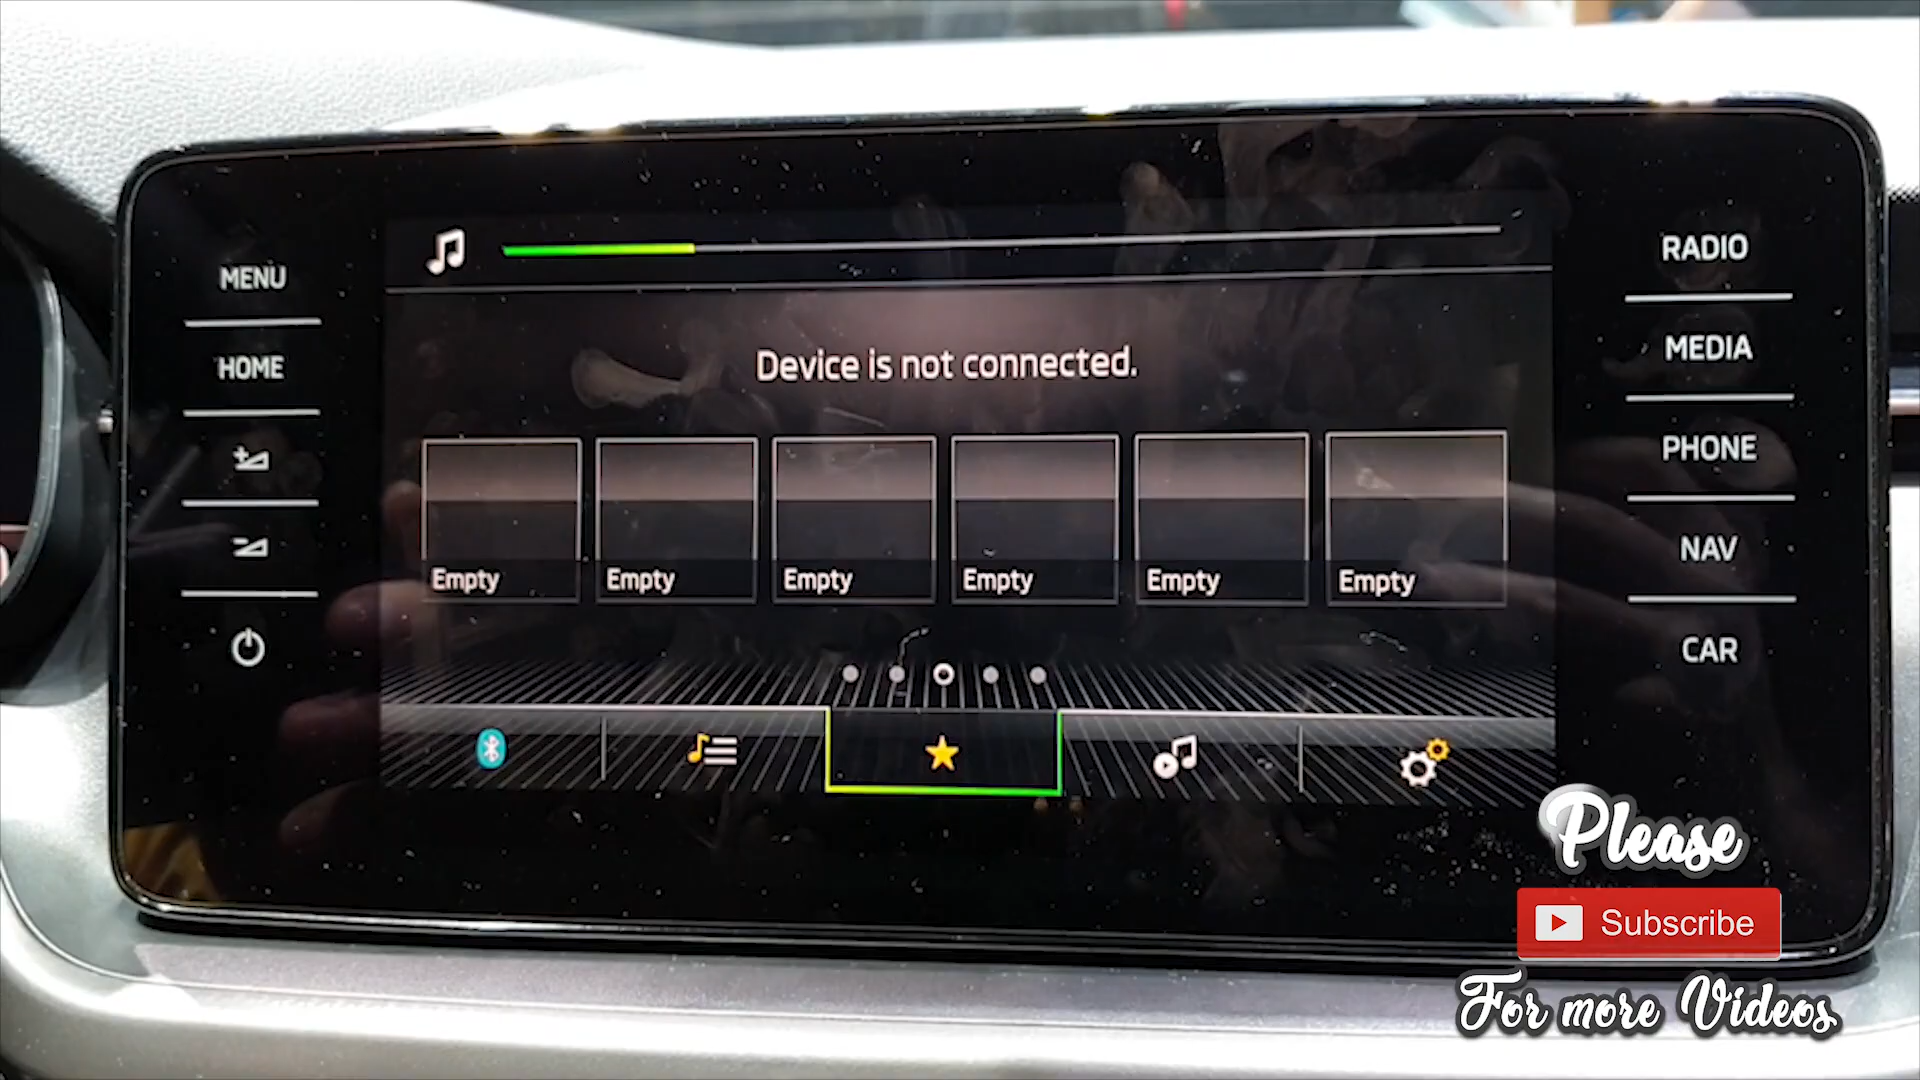 MENU
HOME
Device is not connected.
Empty
Empty
Empty
Empty
Empty
Empty
RADIO
MEDIA
PHONE
NAV
CAR
Please
Subscribe
For more Videos